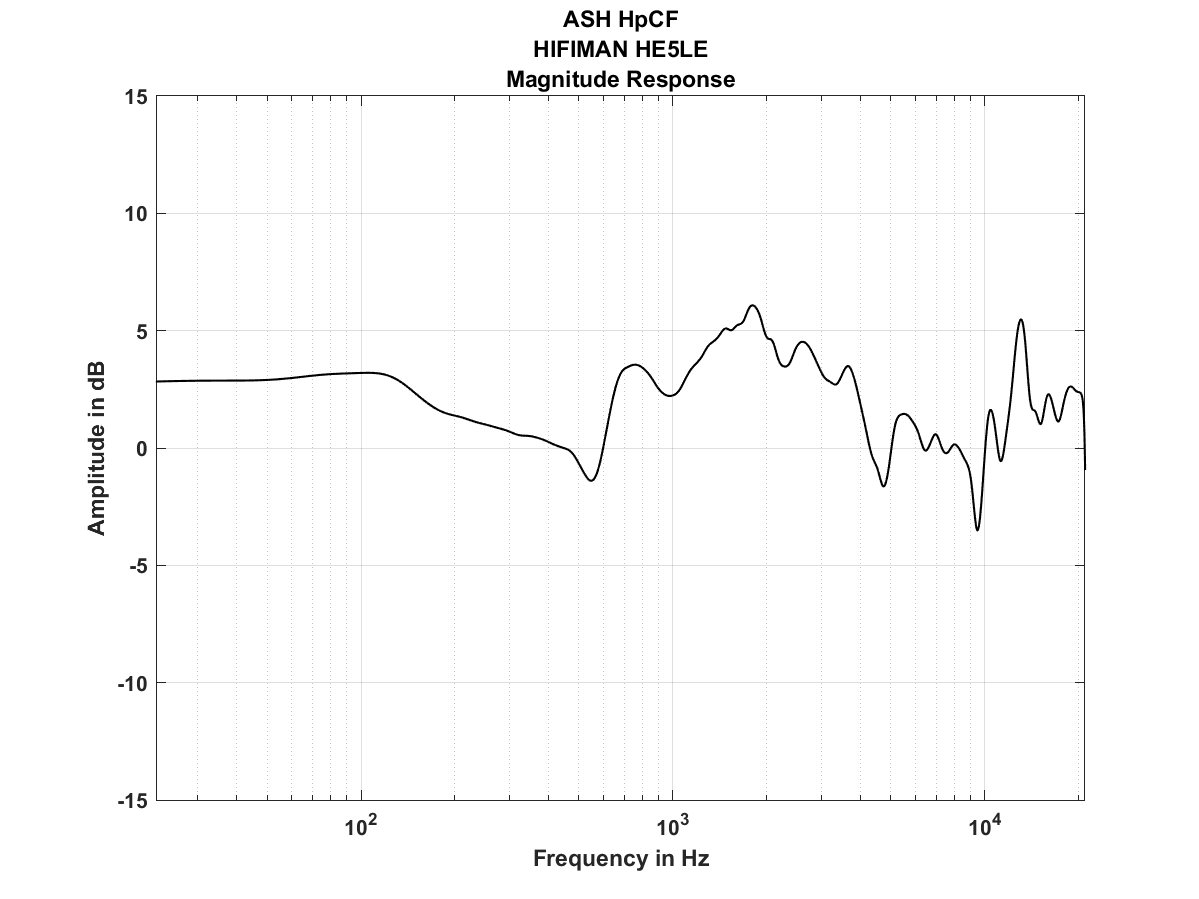 ASH HpCF
HIFIMAN HE5LE
Magnitude Response
15
10
5
0
-5
-10
-15
Amplitude in dB
10^2
10^3
10^4
Frequency in Hz